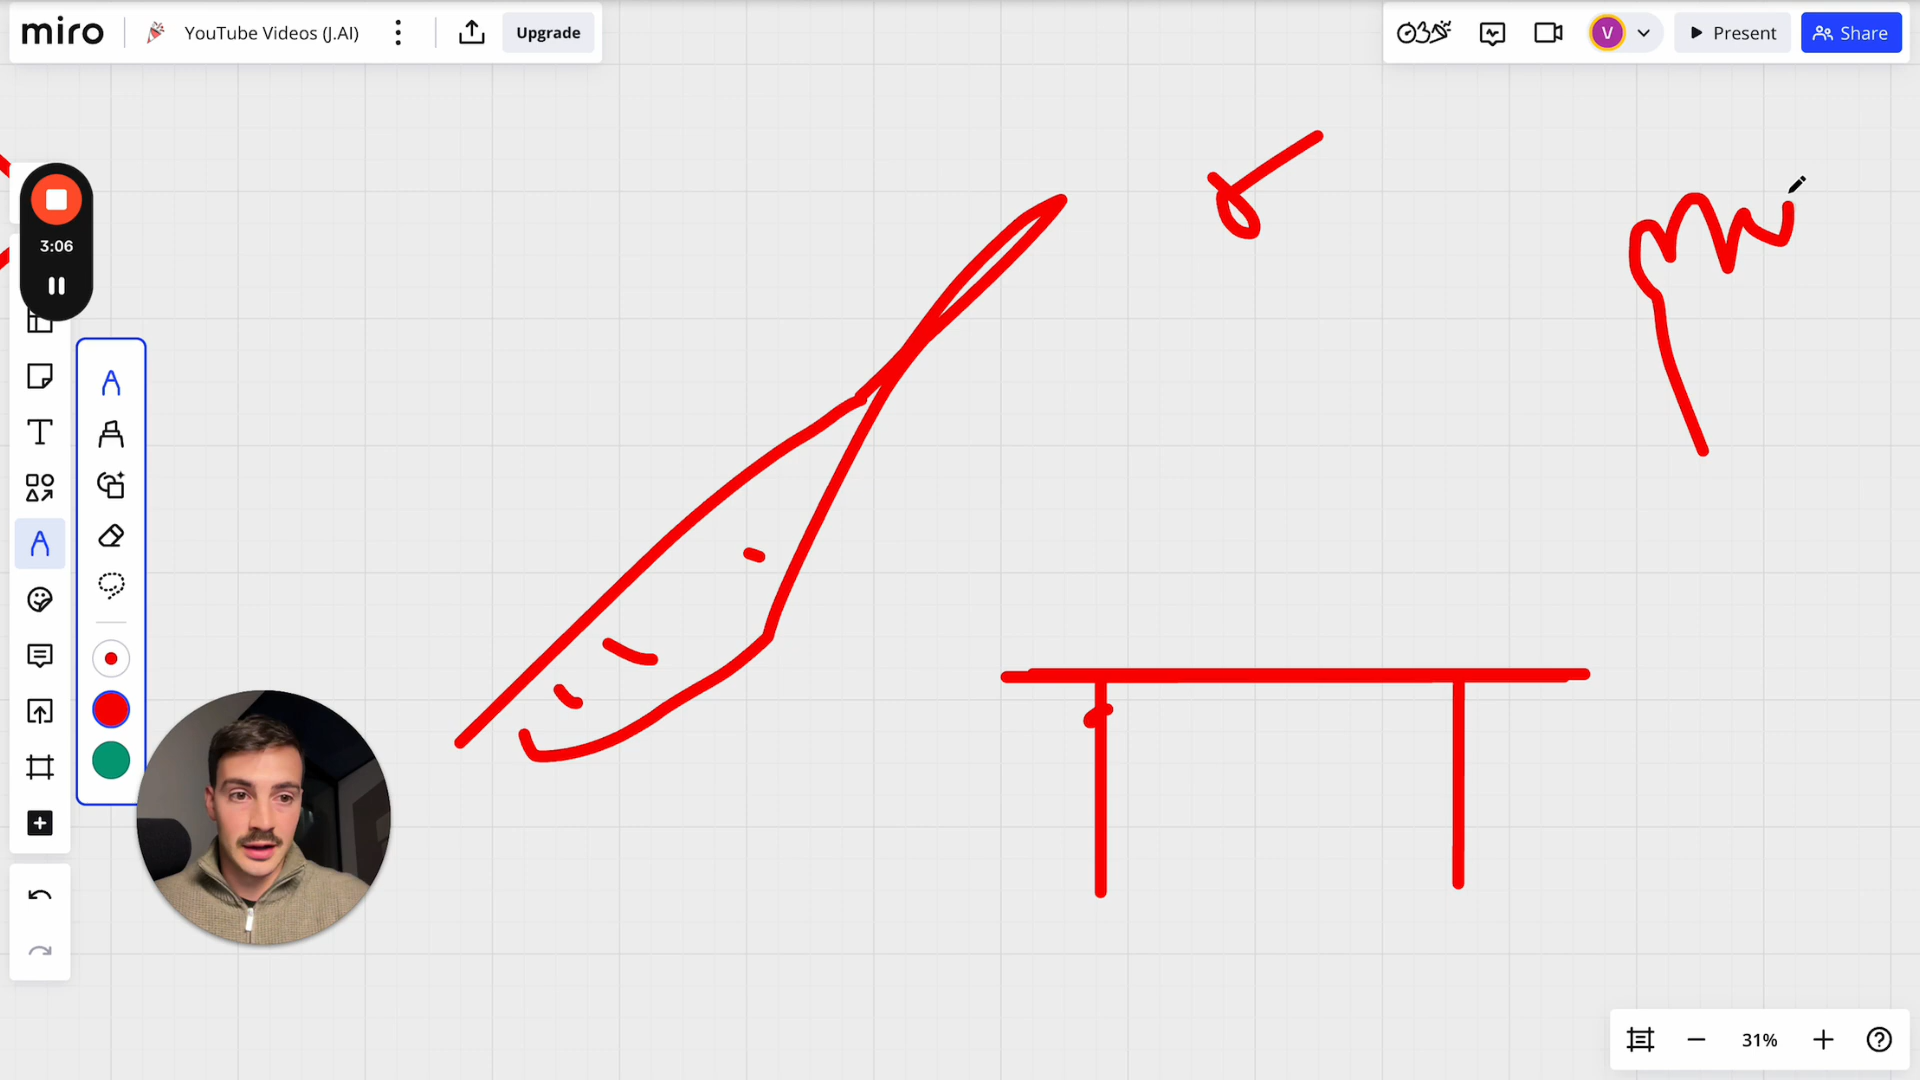 miro
YouTube Videos (J.AI)
Upgrade
V
Present
Share
3:06
31%